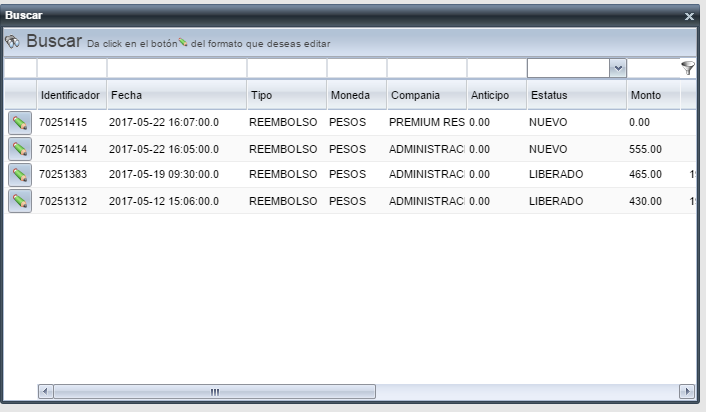 Buscar
Buscar Da click en el botón del formato que deseas editar
Identificador Fecha Tipo Moneda Compania Anticipo Estatus Monto
70251415 2017-05-22 16:07:00.0 REEMBOLSO PESOS PREMIUM RES 0.00 NUEVO 0.00
70251414 2017-05-22 16:05:00.0 REEMBOLSO PESOS ADMINISTRAC 0.00 NUEVO 555.00
70251383 2017-05-19 09:30:00.0 REEMBOLSO PESOS ADMINISTRAC 0.00 LIBERADO 465.00
70251312 2017-05-12 15:06:00.0 REEMBOLSO PESOS ADMINISTRAC 0.00 LIBERADO 430.00